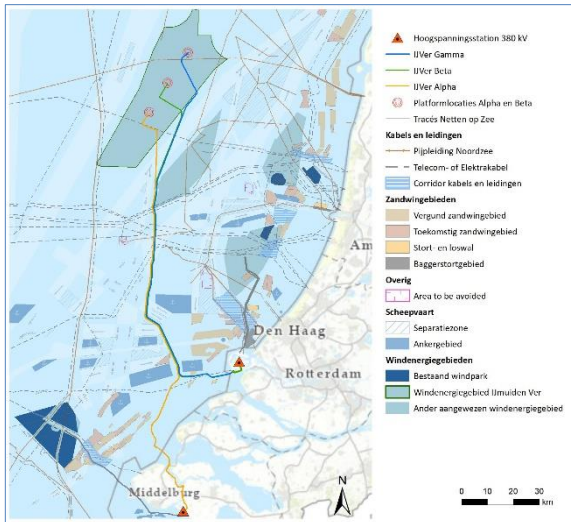 Hoogspanningsstation 380 kV
IJVer Gamma
IJVer Beta
IJVer Alpha
Platformlocaties Alpha en Beta
Tracés Netten op Zee
Kabels en leidingen
Pijpleiding Noordzee
Telecom- of Elektrakabel
Corridor kabels en leidingen
Zandwingebieden
Vergund zandwingebied
Toekomstig zandwingebied
Stort- en loswal
Baggerstortgebied
Overig
Area to be avoided
Scheepvaart
Separatiezone
Ankergebied
Windenergiegebieden
Bestaand windpark
Windenergiegebied IJmuiden Ver
Ander aangewezen windenergiegebied
Am
Den Haag
Rotterdam
Middelburg
N
0 10 20 30
km